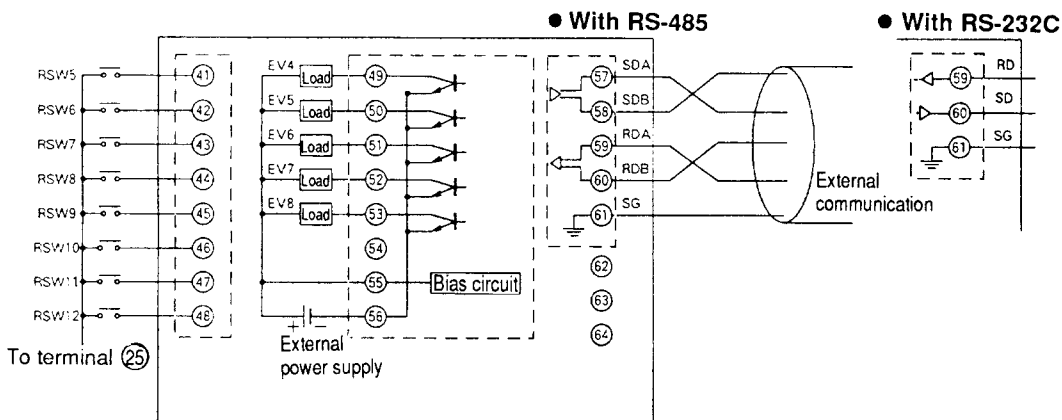 ● With RS-485
● With RS-232C
RSW5 41
RSW6 42
RSW7 43
RSW8 44
RSW9 45
RSW10 46
RSW11 47
RSW12 48
To terminal 25
EV4 Load 49
EV5 Load 50
EV6 Load 51
EV7 Load 52
EV8 Load 53
54
55 Bias circuit
+ − 56
External
power supply
57 SDA
58 SDB
59 RDA
60 RDB
61 SG
62
63
64
External
communication
59 RD
60 SD
61 SG